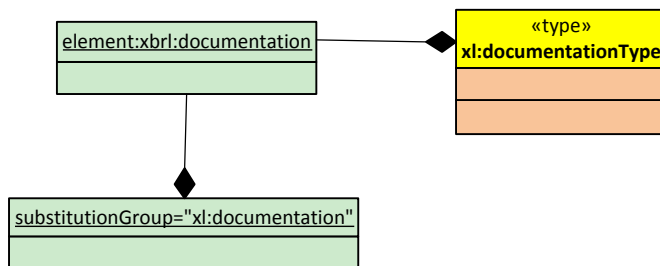 element:xbrl:documentation
«type»
xl:documentationType
substitutionGroup="xl:documentation"